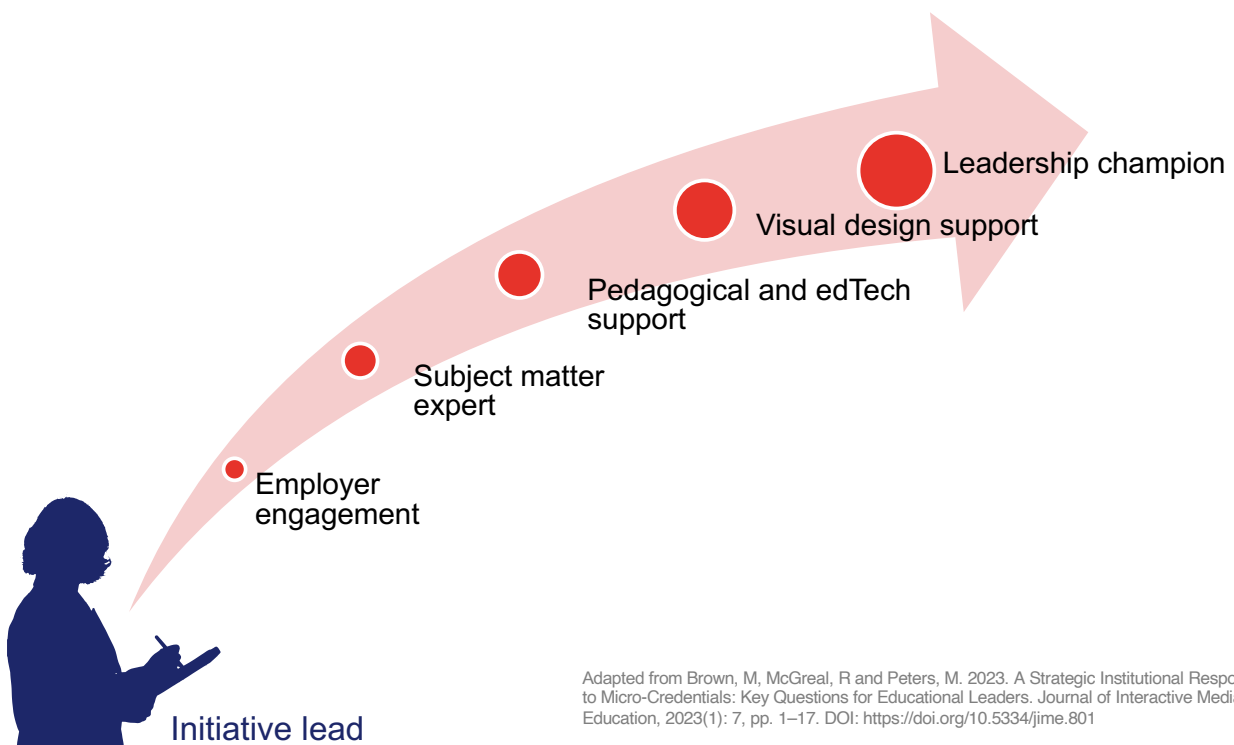 Leadership champion
Visual design support
Pedagogical and edTech
support
Subject matter
expert
Employer
engagement
Initiative lead
Adapted from Brown, M, McGreal, R and Peters, M. 2023. A Strategic Institutional Respo
to Micro-Credentials: Key Questions for Educational Leaders. Journal of Interactive Medi
Education, 2023(1): 7, pp. 1–17. DOI: https://doi.org/10.5334/jime.801